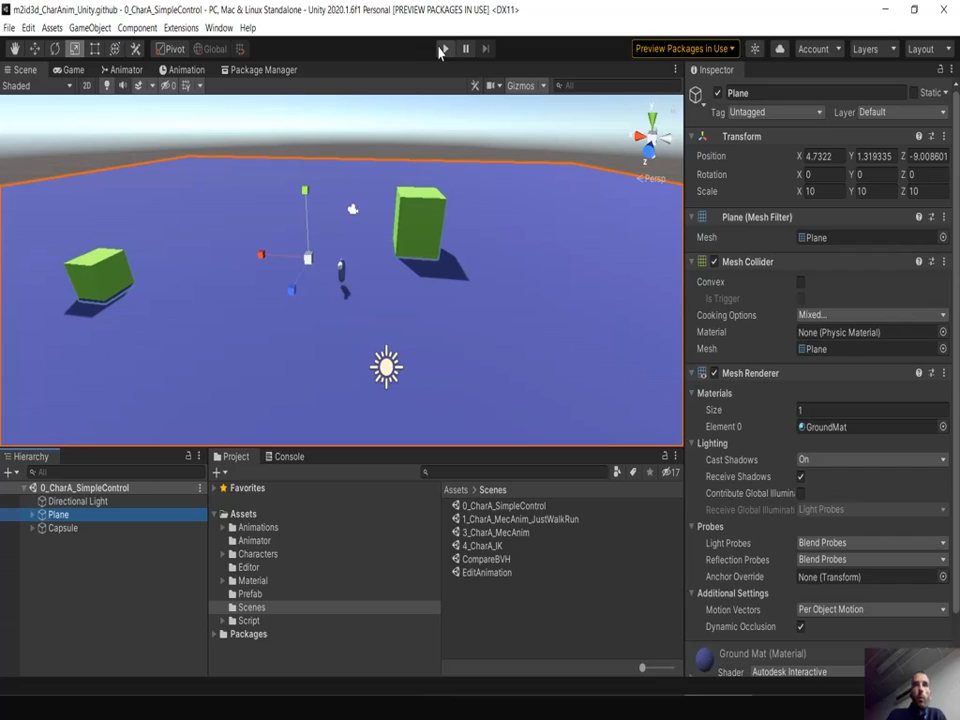 m2id3d_CharAnim_Unity.github - 0_CharA_SimpleControl - PC, Mac & Linux Standalone - Unity 2020.1.6f1 Personal [PREVIEW PACKAGES IN USE] <DX11>
File Edit Assets GameObject Component Extensions Window Help
Pivot Global Preview Packages in Use Account Layers Layout
Scene Game Animator Animation Package Manager
Shaded 2D 0 Gizmos All
y
x
Persp
Inspector
Plane Static
Tag Untagged Layer Default
Transform
Position X 4.7322 Y 1.319335 Z -9.008601
Rotation X 0 Y 0 Z 0
Scale X 10 Y 10 Z 10
Plane (Mesh Filter)
Mesh Plane
Mesh Collider
Convex
Is Trigger
Cooking Options Mixed...
Material None (Physic Material)
Mesh Plane
Mesh Renderer
Materials
Size 1
Element 0 GroundMat
Lighting
Cast Shadows On
Receive Shadows
Contribute Global Illumin
Receive Global Illuminati Light Probes
Probes
Light Probes Blend Probes
Reflection Probes Blend Probes
Anchor Override None (Transform)
Additional Settings
Motion Vectors Per Object Motion
Dynamic Occlusion
Ground Mat (Material)
Shader Autodesk Interactive
Hierarchy
All
0_CharA_SimpleControl
Directional Light
Plane
Capsule
Project Console
17
Favorites
Assets
Animations
Animator
Characters
Editor
Material
Prefab
Scenes
Script
Packages
Assets > Scenes
0_CharA_SimpleControl
1_CharA_MecAnim_JustWalkRun
3_CharA_MecAnim
4_CharA_IK
CompareBVH
EditAnimation